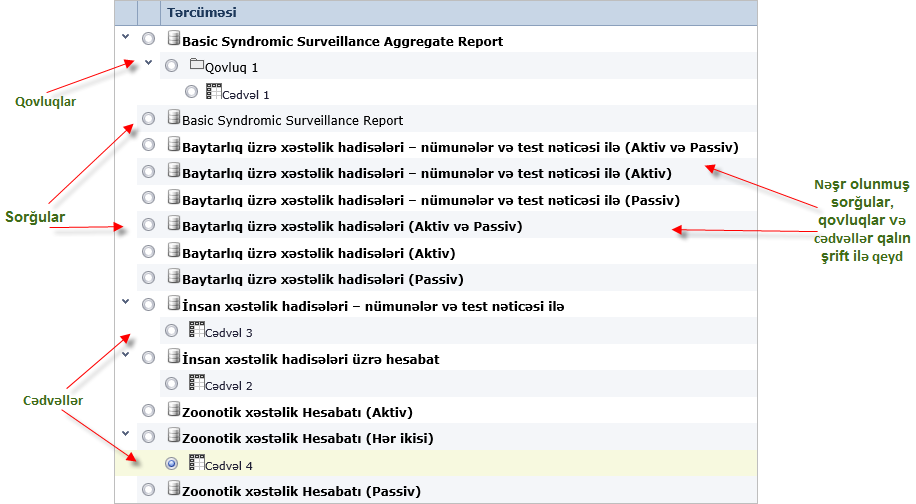 Tərcüməsi
Basic Syndromic Surveillance Aggregate Report
Qovluq 1
Cədvəl 1
Basic Syndromic Surveillance Report
Baytarlıq üzrə xəstəlik hadisələri – nümunələr və test nəticəsi ilə (Aktiv və Passiv)
Baytarlıq üzrə xəstəlik hadisələri – nümunələr və test nəticəsi ilə (Aktiv)
Baytarlıq üzrə xəstəlik hadisələri – nümunələr və test nəticəsi ilə (Passiv)
Baytarlıq üzrə xəstəlik hadisələri (Aktiv və Passiv)
Baytarlıq üzrə xəstəlik hadisələri (Aktiv)
Baytarlıq üzrə xəstəlik hadisələri (Passiv)
İnsan xəstəlik hadisələri – nümunələr və test nəticəsi ilə
Cədvəl 3
İnsan xəstəlik hadisələri üzrə hesabat
Cədvəl 2
Zoonotik xəstəlik Hesabatı (Aktiv)
Zoonotik xəstəlik Hesabatı (Hər ikisi)
Cədvəl 4
Zoonotik xəstəlik Hesabatı (Passiv)
Qovluqlar
Sorğular
Cədvəllər
Nəşr olunmuş
sorğular,
qovluqlar və
cədvəllər qalın
şrift ilə qeyd